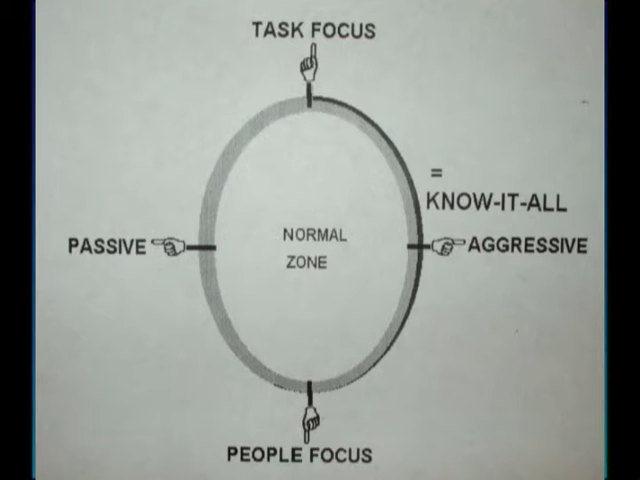 TASK FOCUS
=
KNOW-IT-ALL
PASSIVE
NORMAL
ZONE
AGGRESSIVE
PEOPLE FOCUS